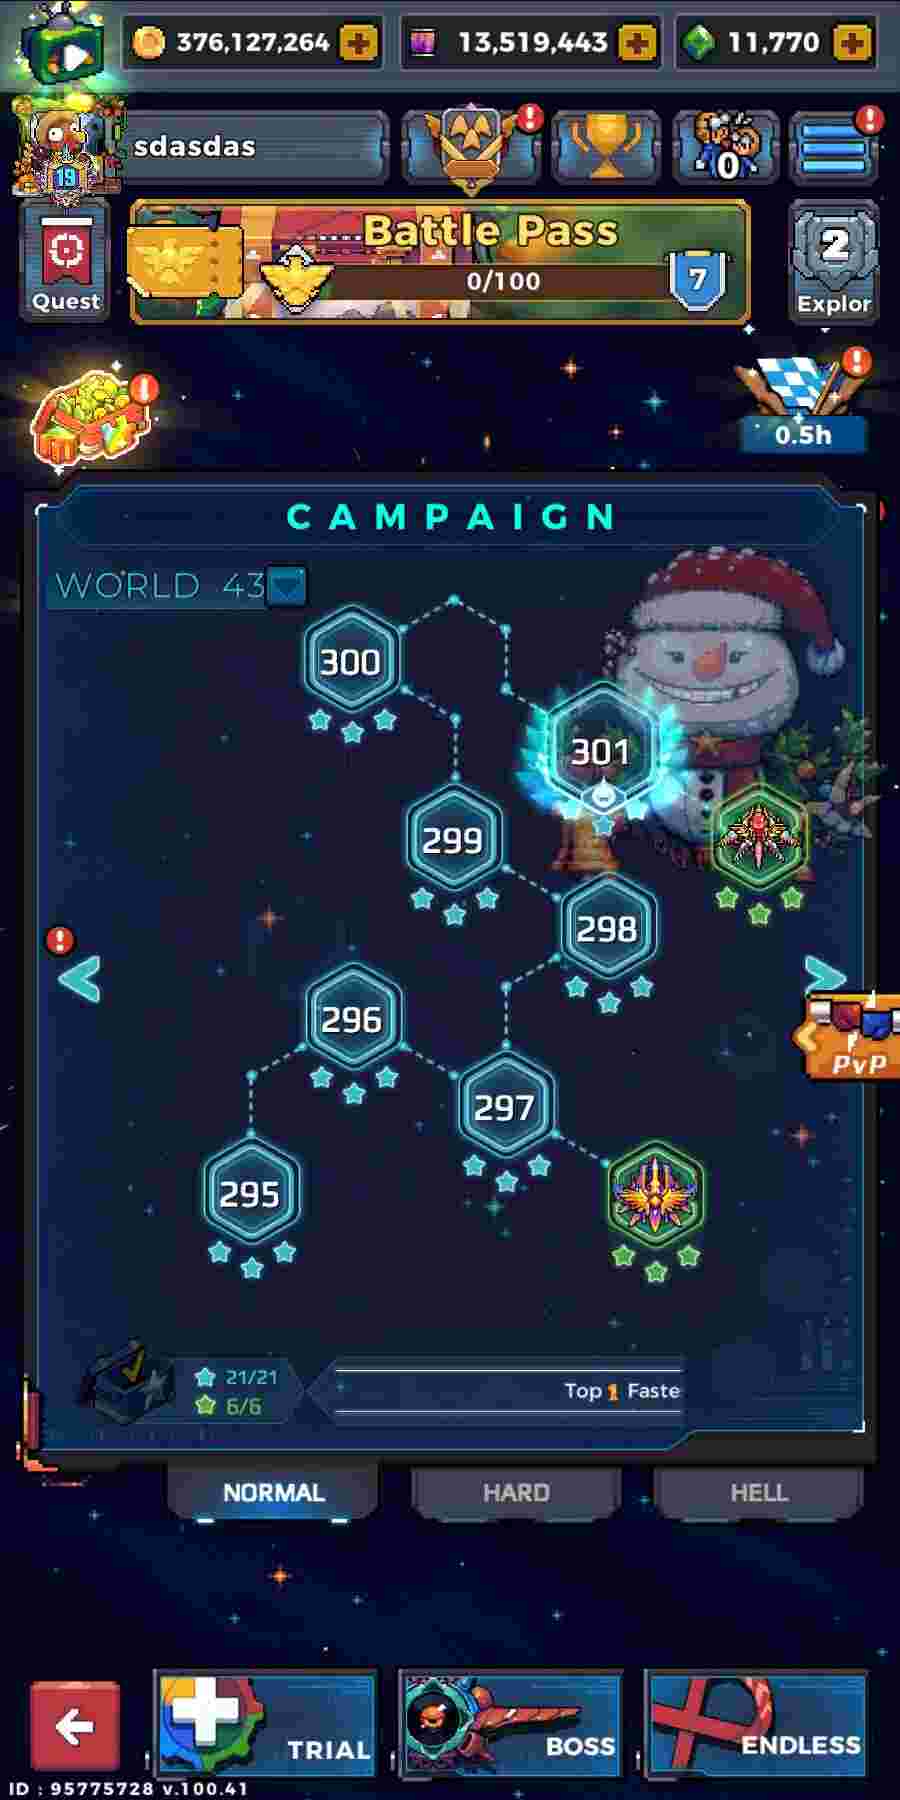 376,127,264
13,519,443
11,770
19
sdasdas
0
Quest
Battle Pass
0/100
7
2
Explor
0.5h
CAMPAIGN
WORLD 43
300
301
299
298
296
297
295
PvP
21/21
6/6
Top 1 Faste
NORMAL
HARD
HELL
TRIAL
BOSS
ENDLESS
ID : 95775728 v.100.41